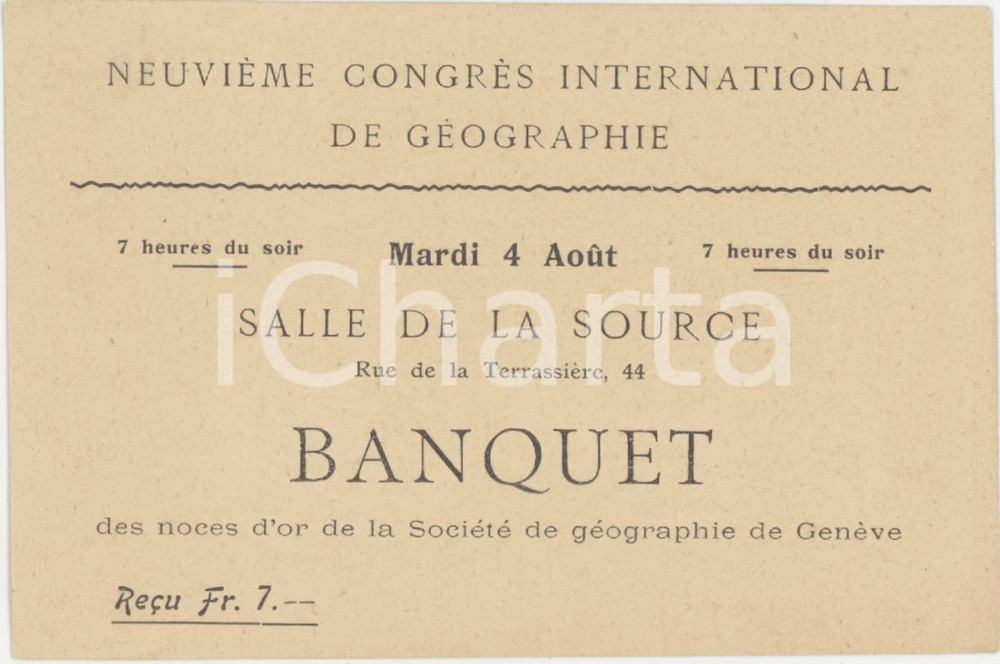 NEUVIÈME CONGRÈS INTERNATIONAL
DE GÉOGRAPHIE
7 heures du soir Mardi 4 Août 7 heures du soir
SALLE DE LA SOURCE
Rue de la Terrassière, 44
iCharta
BANQUET
des noces d'or de la Société de géographie de Genève
Reçu Fr. 7.--